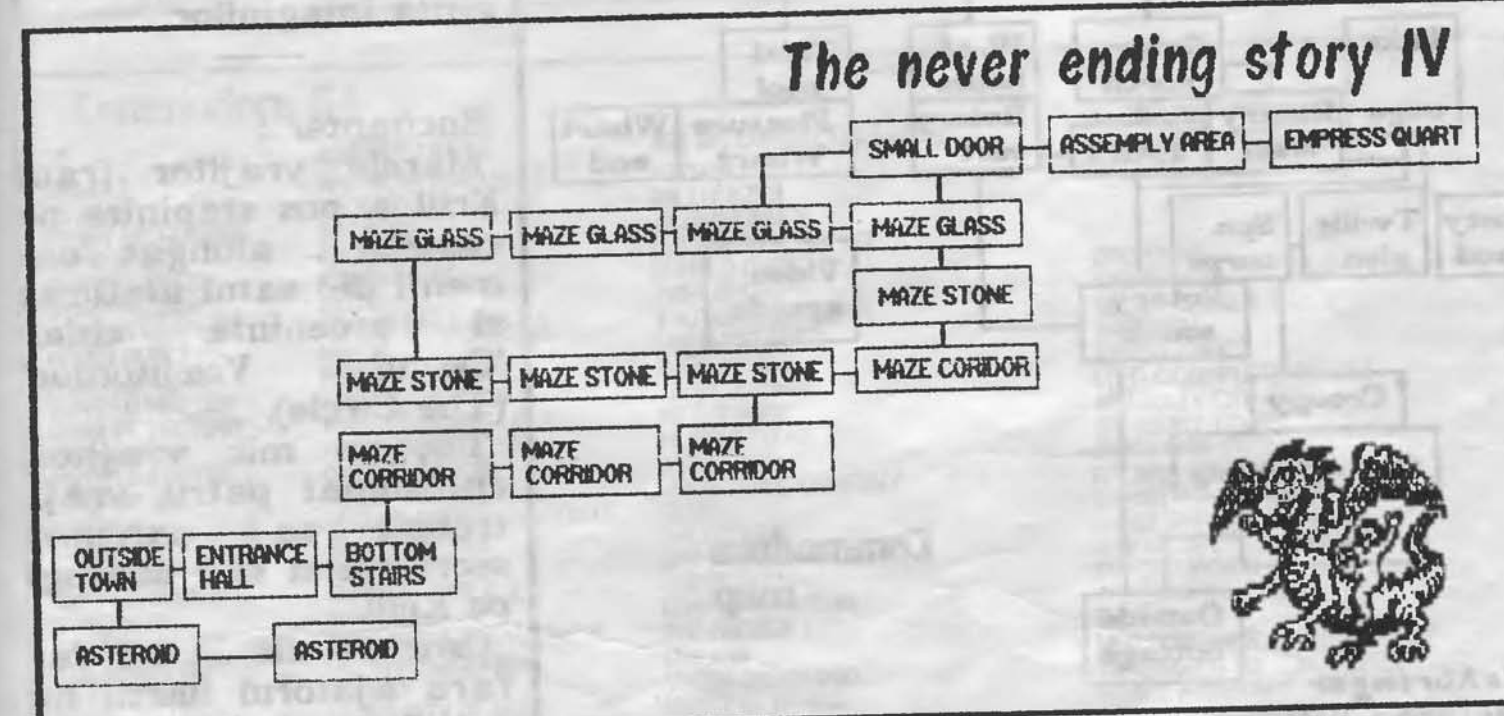 The never ending story IV
SMALL DOOR
ASSEMPLY AREA
EMPRESS QUART
MAZE GLASS
MAZE GLASS
MAZE GLASS
MAZE GLASS
MAZE STONE
MAZE STONE
MAZE STONE
MAZE STONE
MAZE CORIDOR
MAZE
CORRIDOR
MAZE
CORRIDOR
MAZE
CORRIDOR
OUTSIDE
TOWN
ENTRANCE
HALL
BOTTOM
STAIRS
ASTEROID
ASTEROID